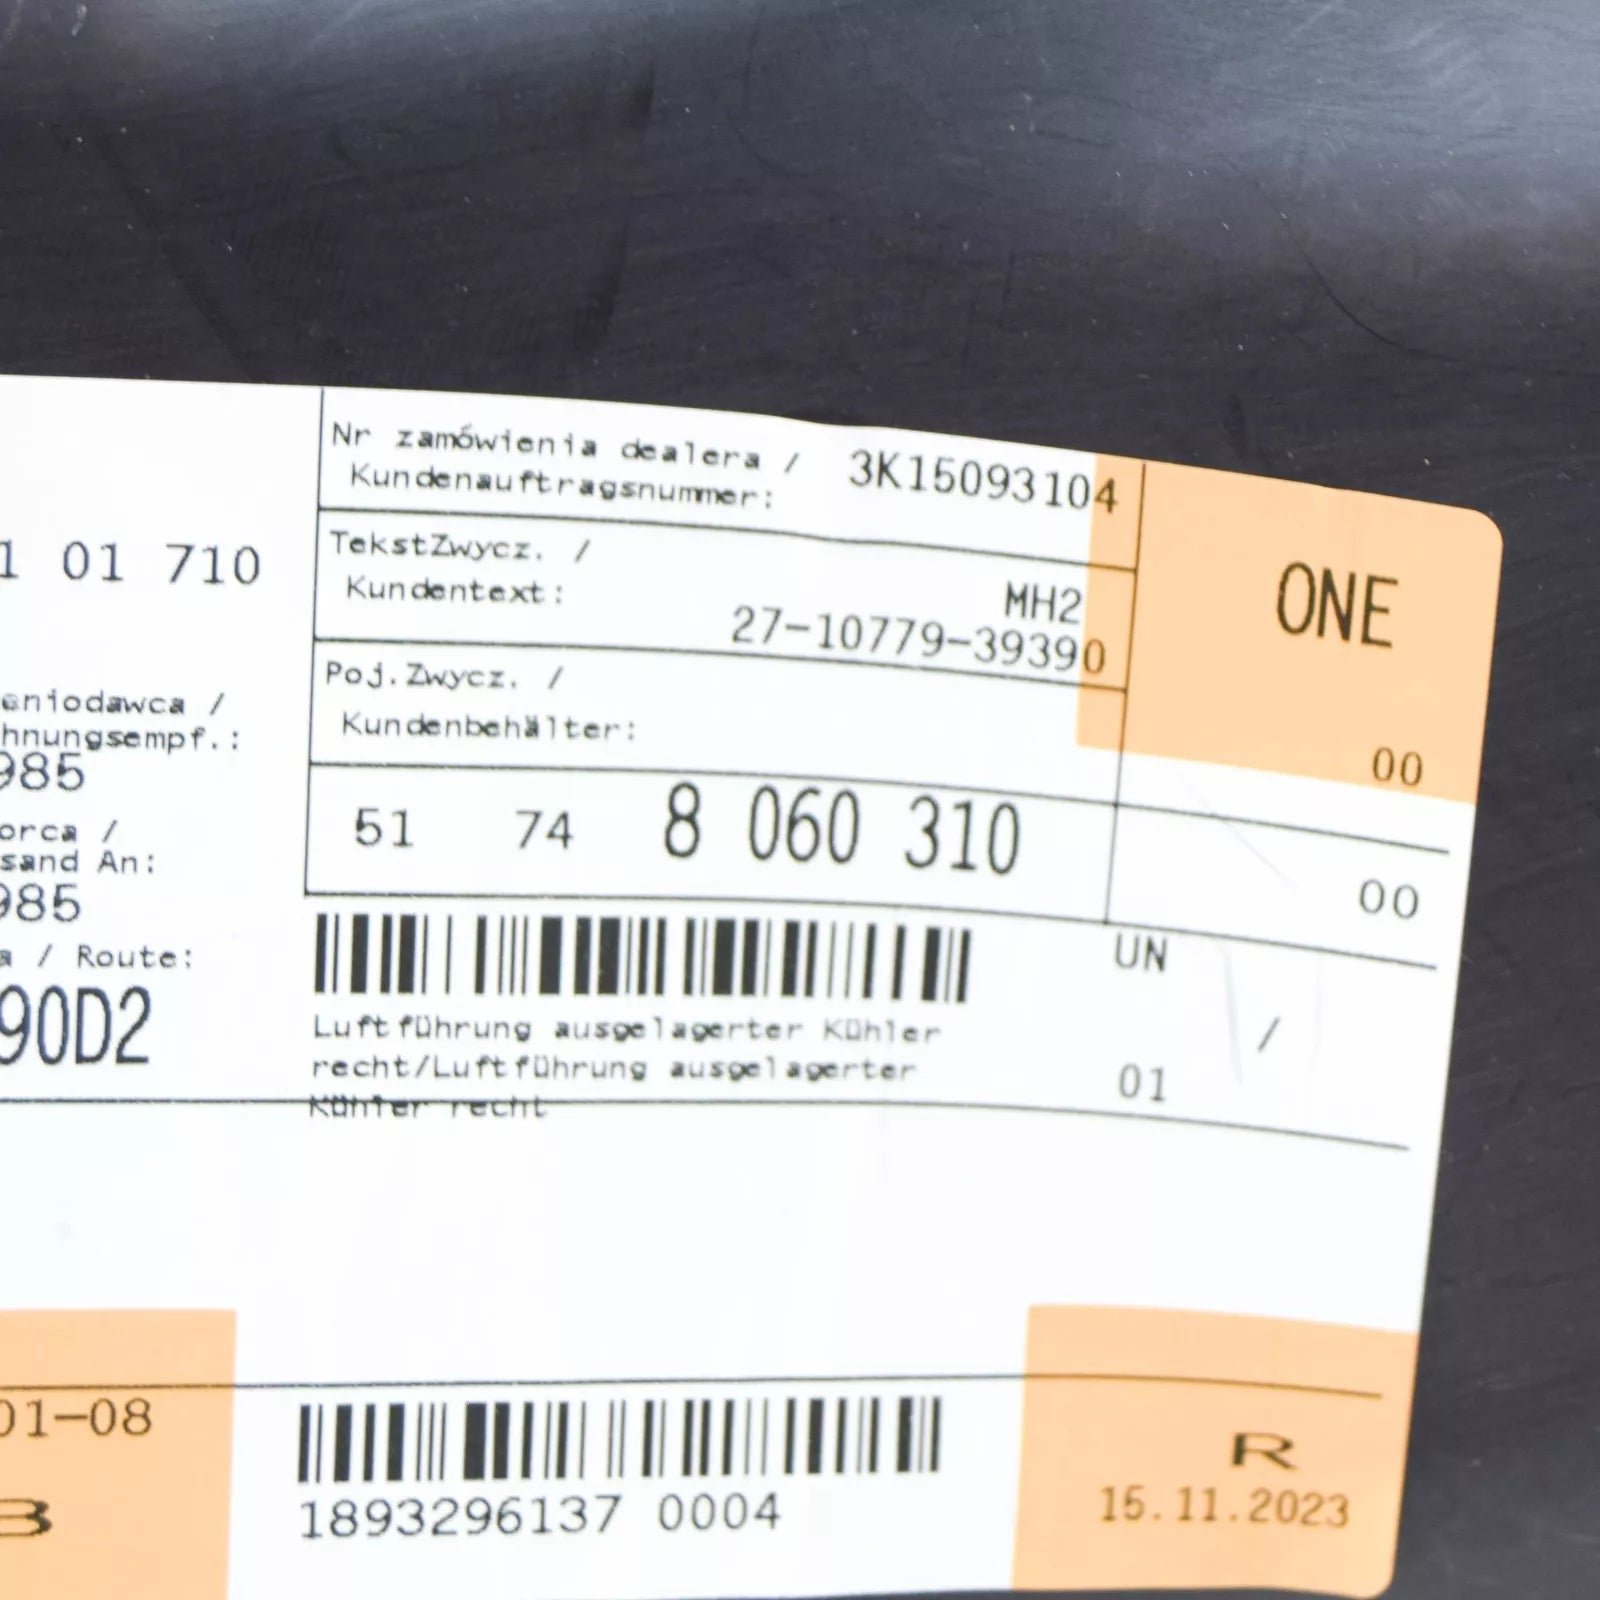 Nr zamówienia dealera / 3K15093104
Kundenauftragsnummer:
1 01 710
TekstZwycz. /
Kundentext: MH2
27-10779-39390
ONE
Poj.Zwycz. /
Kundenbehälter:
00
eniodawca /
hnungsempf.:
985
51 74 8 060 310
00
orca /
sand An:
985
a / Route:
90D2
UN
Luftführung ausgelagerter Kühler
recht/Luftführung ausgelagerter
Kühler recht
/
01
01-08
B
1893296137 0004
R
15.11.2023